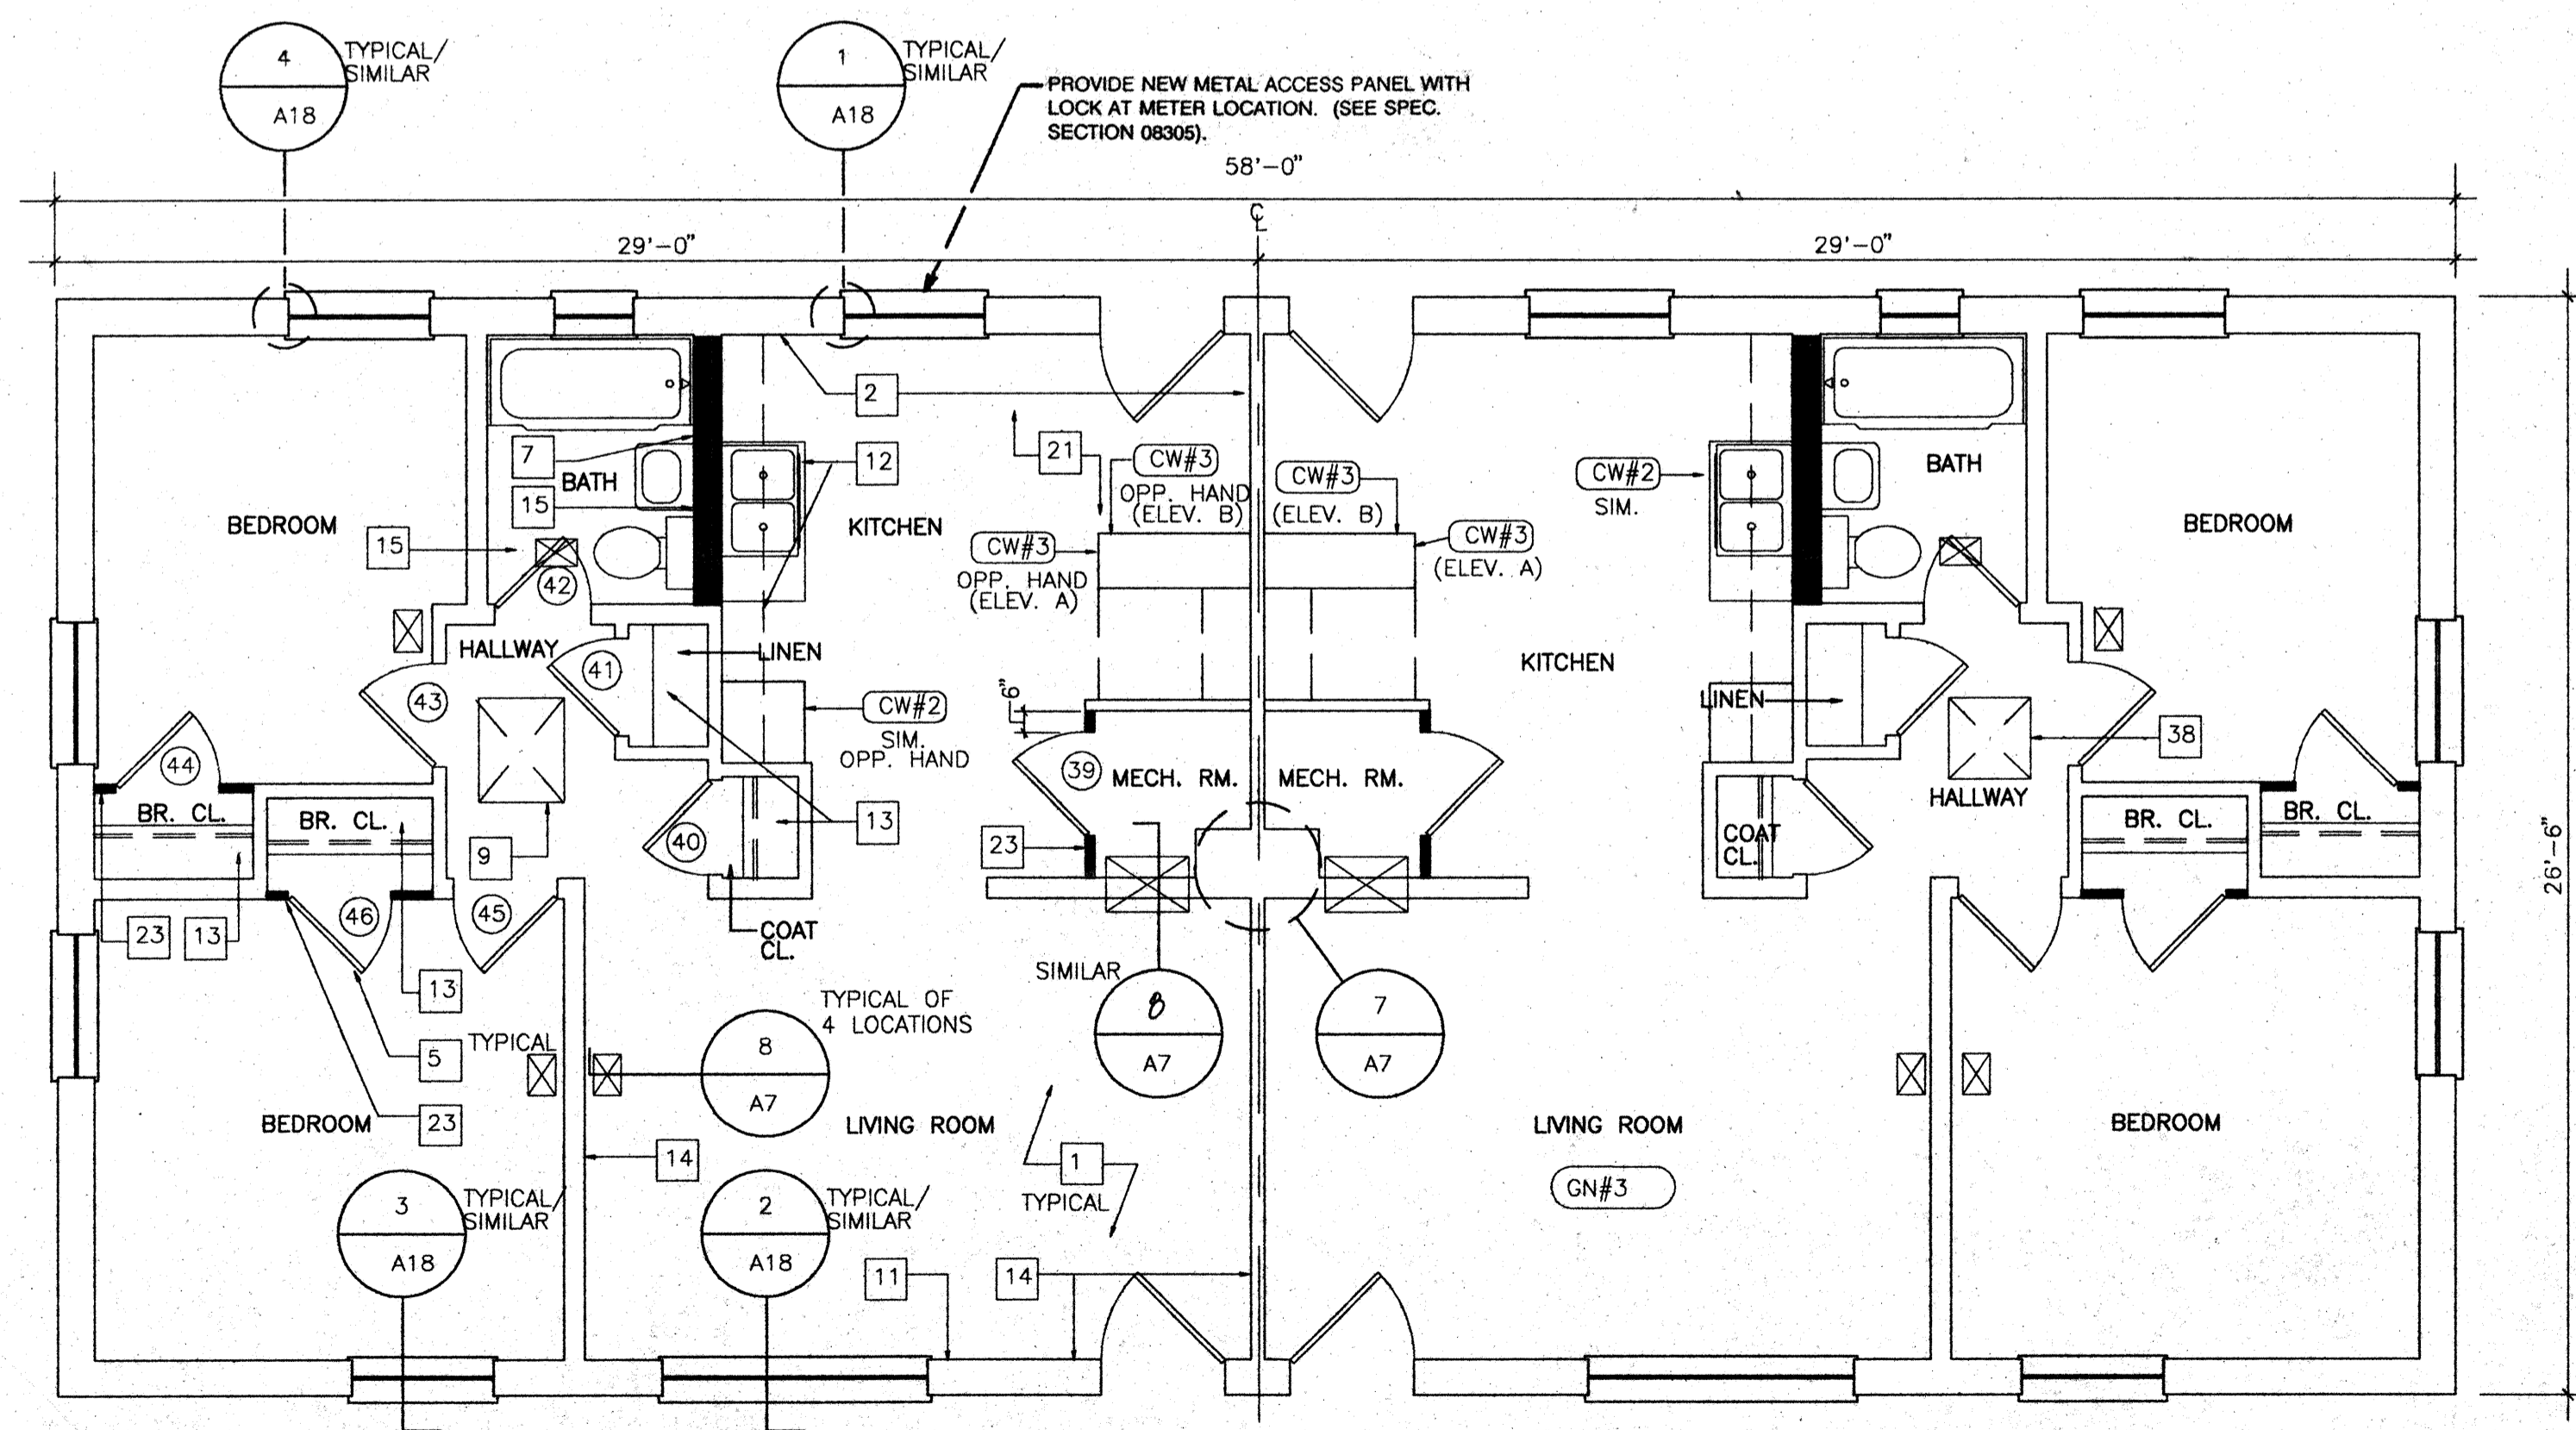 4
A18
TYPICAL/
SIMILAR
1
A18
TYPICAL/
SIMILAR
PROVIDE NEW METAL ACCESS PANEL WITH
LOCK AT METER LOCATION. (SEE SPEC.
SECTION 08305).
58'-0"
℄
29'-0"
29'-0"
2
7
BATH
15
12
21
CW#3
OPP. HAND
(ELEV. B)
CW#3
(ELEV. B)
CW#2
SIM.
BATH
BEDROOM
15
KITCHEN
CW#3
OPP. HAND
(ELEV. A)
CW#3
(ELEV. A)
BEDROOM
42
HALLWAY
41
LINEN
KITCHEN
43
6"
CW#2
SIM.
OPP. HAND
LINEN
38
44
39
MECH. RM.
MECH. RM.
HALLWAY
BR. CL.
BR. CL.
9
40
13
23
COAT
CL.
BR. CL.
BR. CL.
26'-6"
23
13
46
45
COAT
CL.
13
SIMILAR
8
A7
7
A7
5
TYPICAL
TYPICAL OF
4 LOCATIONS
8
A7
BEDROOM
23
LIVING ROOM
LIVING ROOM
BEDROOM
14
1
TYPICAL
GN#3
3
A18
TYPICAL/
SIMILAR
2
A18
TYPICAL/
SIMILAR
11
14